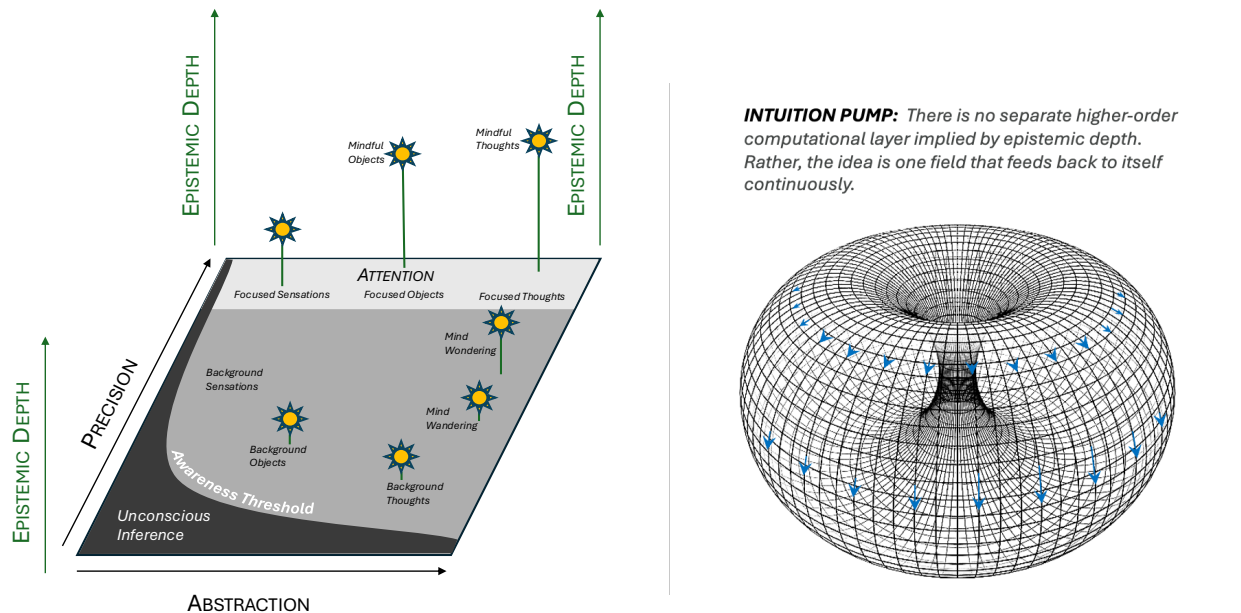 EPISTEMIC DEPTH
EPISTEMIC DEPTH
Mindful
Objects
Mindful
Thoughts
ATTENTION
Focused Sensations
Focused Objects
Focused Thoughts
Mind
Wondering
Background
Sensations
Mind
Wandering
Background
Objects
Background
Thoughts
Awareness Threshold
Unconscious
Inference
PRECISION
EPISTEMIC DEPTH
ABSTRACTION
INTUITION PUMP: There is no separate higher-order
computational layer implied by epistemic depth.
Rather, the idea is one field that feeds back to itself
continuously.